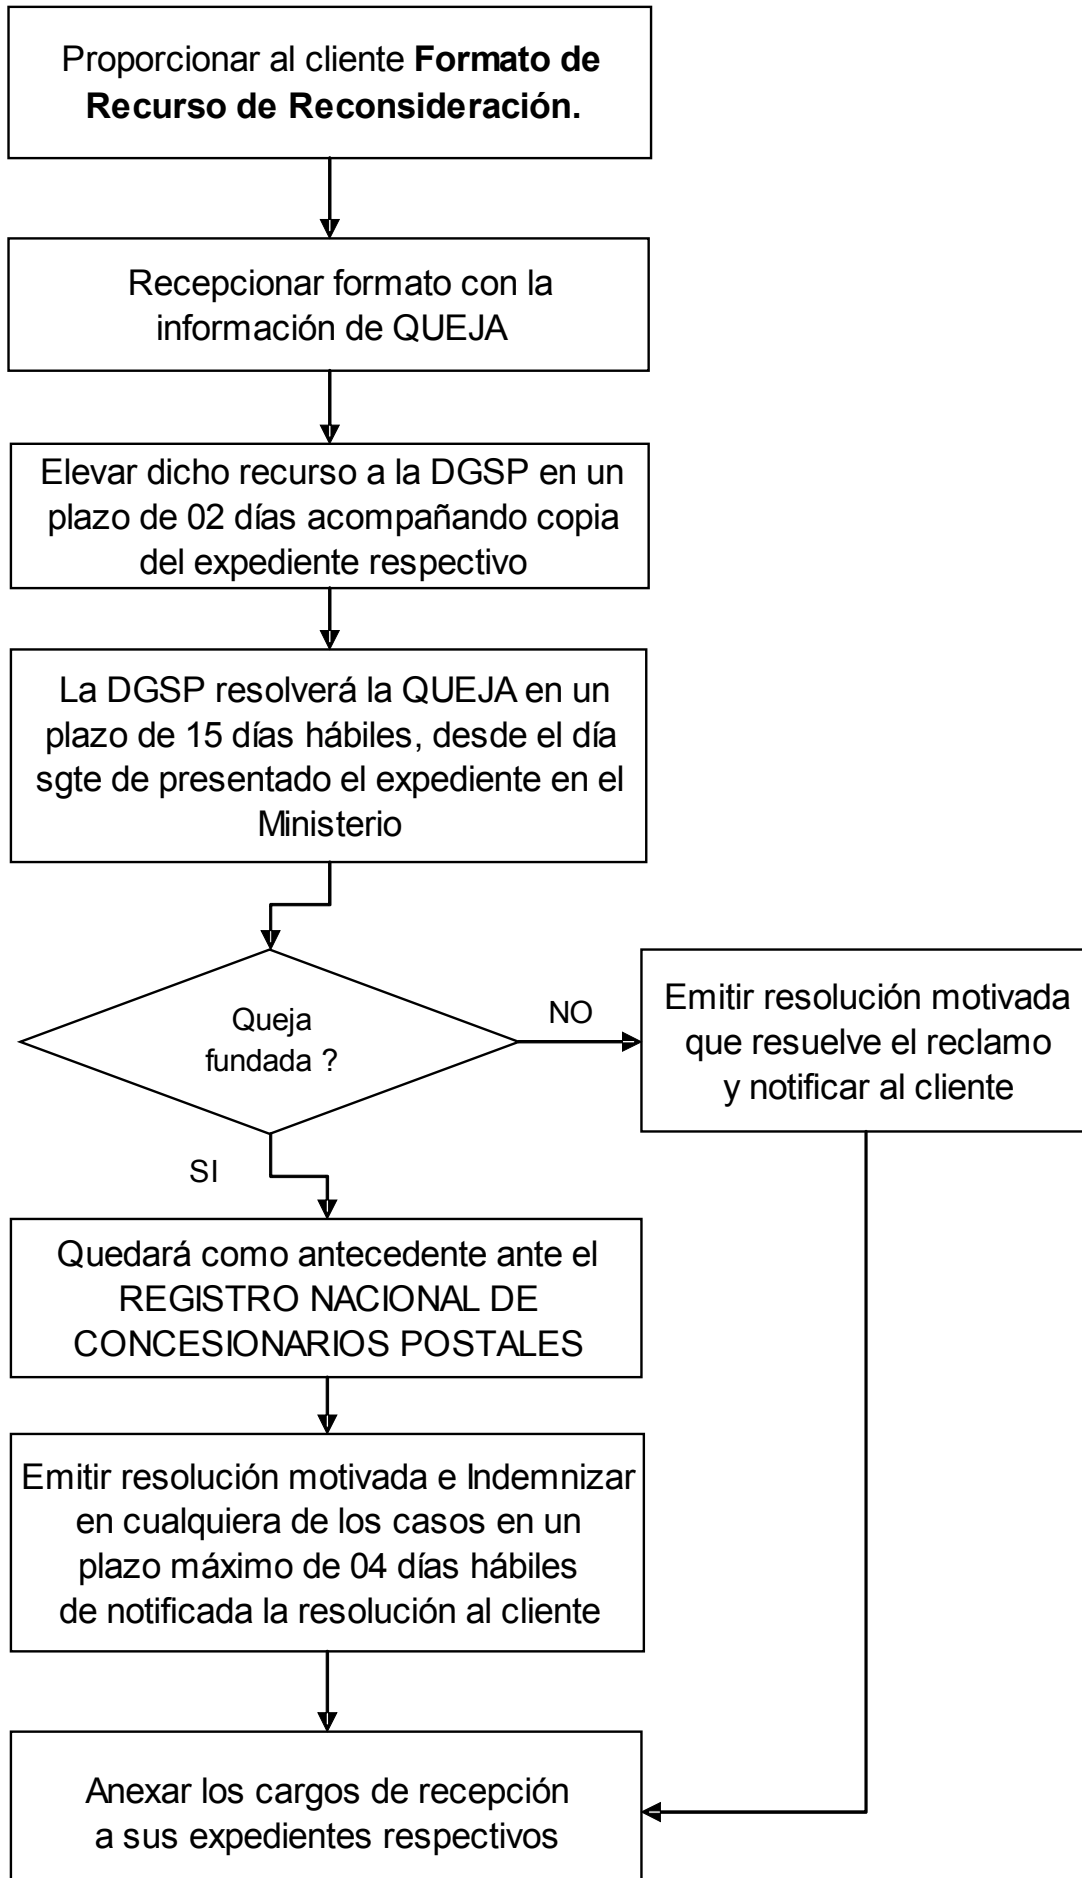 Proporcionar al cliente Formato de
Recurso de Reconsideración.
Recepcionar formato con la
información de QUEJA
Elevar dicho recurso a la DGSP en un
plazo de 02 días acompañando copia
del expediente respectivo
La DGSP resolverá la QUEJA en un
plazo de 15 días hábiles, desde el día
sgte de presentado el expediente en el
Ministerio
Queja
fundada ?
NO
Emitir resolución motivada
que resuelve el reclamo
y notificar al cliente
SI
Quedará como antecedente ante el
REGISTRO NACIONAL DE
CONCESIONARIOS POSTALES
Emitir resolución motivada e Indemnizar
en cualquiera de los casos en un
plazo máximo de 04 días hábiles
de notificada la resolución al cliente
Anexar los cargos de recepción
a sus expedientes respectivos